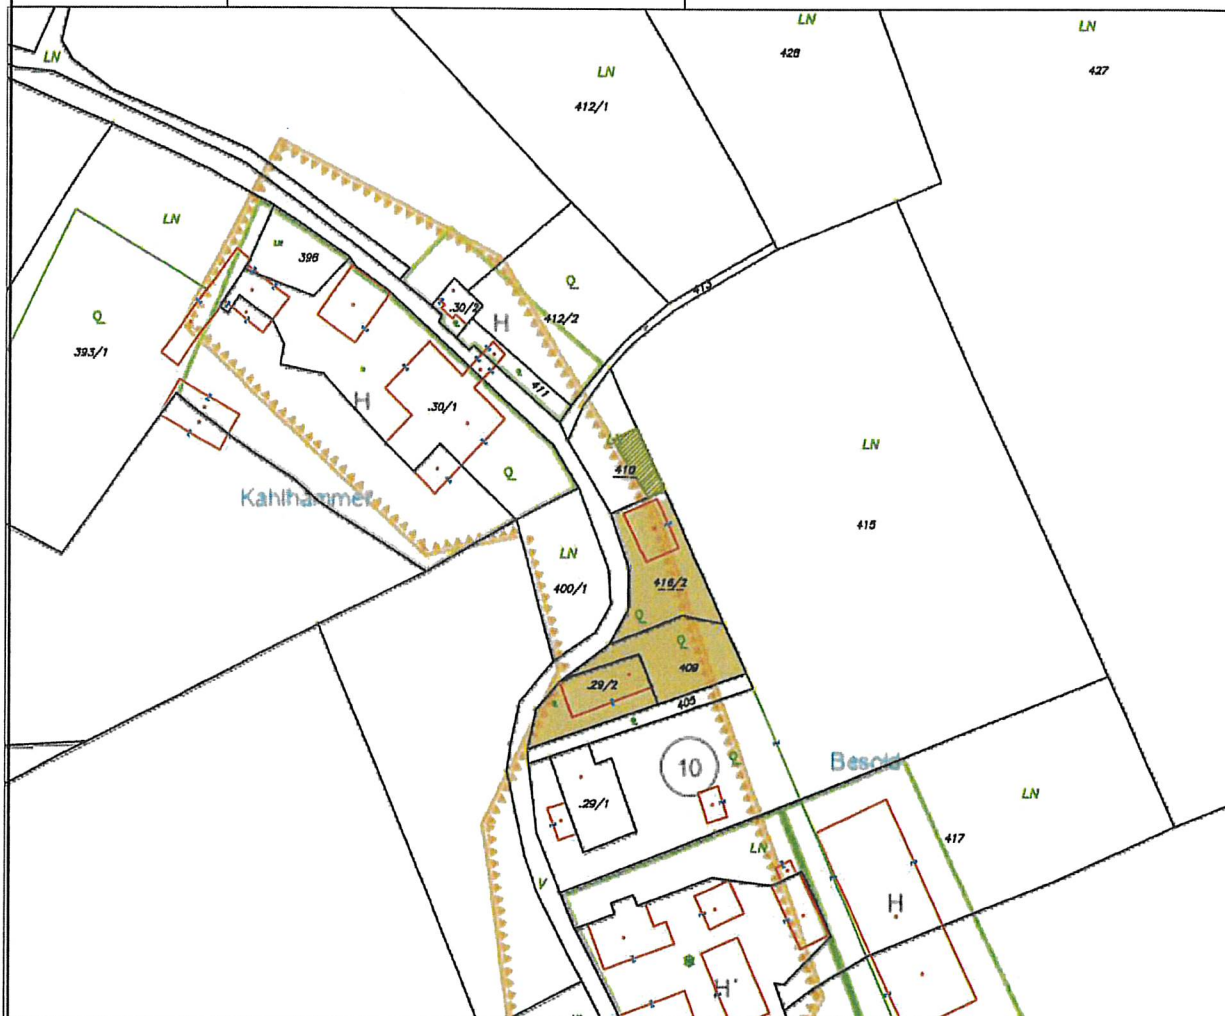 LN
LN
428
LN
427
LN
412/1
LN
398
Q
393/1
Q
412/2
.30/2
H
413
411
H
.30/1
Q
LN
410
LN
415
Kahlhammer
LN
400/1
416/2
Q
Q
409
.29/2
405
Q
10
Besold
.29/1
LN
LN
417
V
H
H